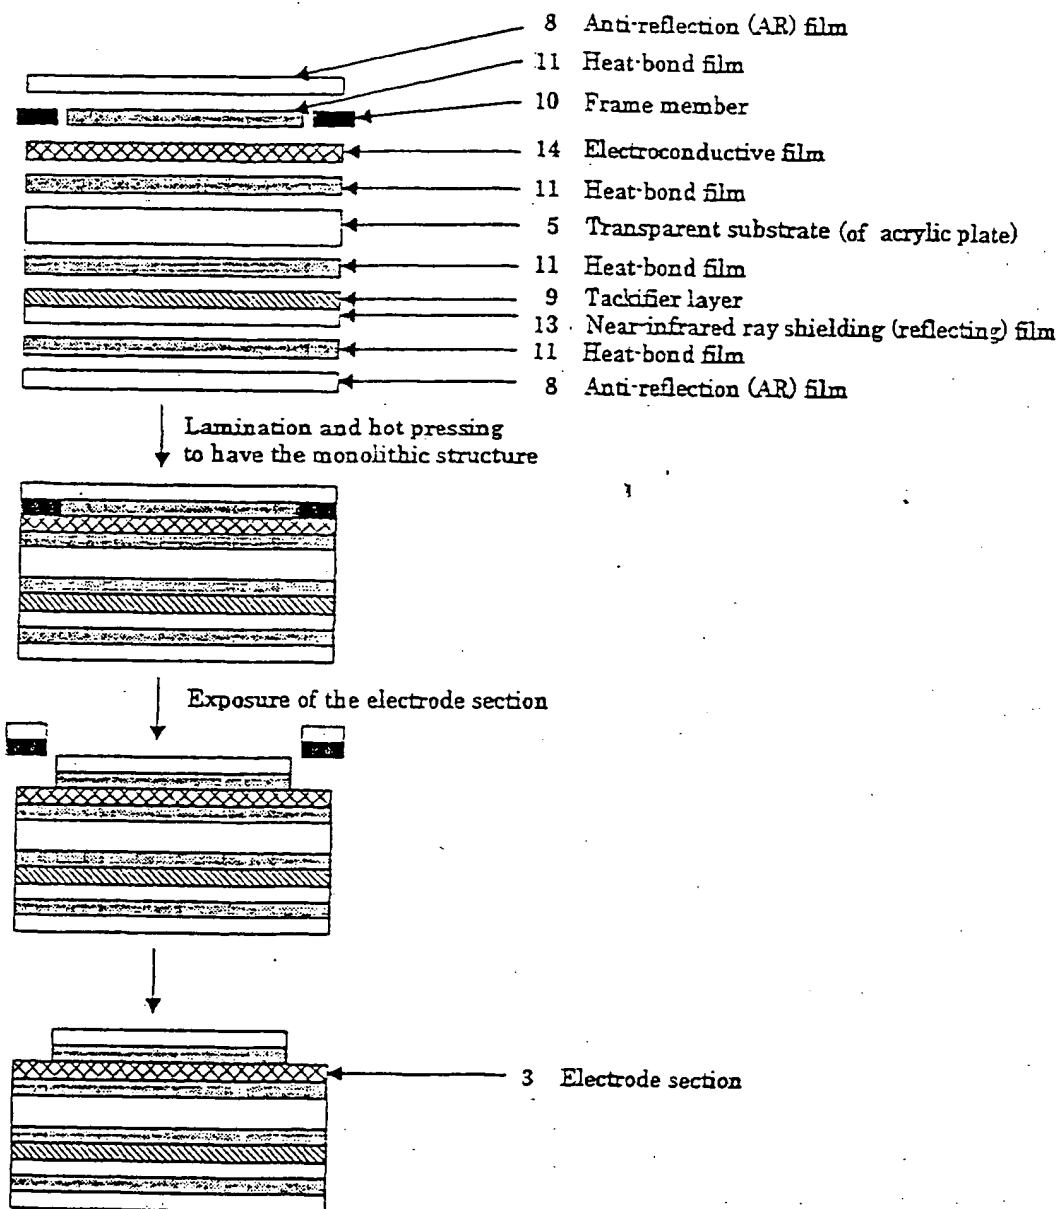 8 Anti-reflection (AR) film
11 Heat-bond film
10 Frame member
14 Electroconductive film
11 Heat-bond film
5 Transparent substrate (of acrylic plate)
11 Heat-bond film
9 Tackifier layer
13 Near-infrared ray shielding (reflecting) film
11 Heat-bond film
8 Anti-reflection (AR) film
Lamination and hot pressing
to have the monolithic structure
Exposure of the electrode section
3 Electrode section